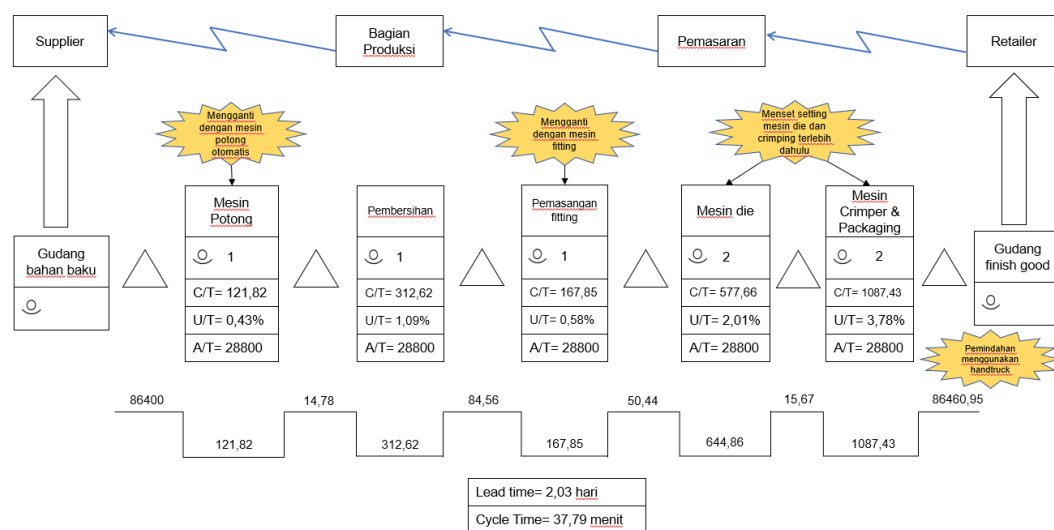 Supplier
Bagian
Produksi
Pemasaran
Retailer
Mengganti
dengan mesin
potong
otomatis
Mengganti
dengan mesin
fitting
Menset setting
mesin die dan
crimping terlebih
dahulu
Gudang
bahan baku
Mesin
Potong
1
C/T= 121,82
U/T= 0,43%
A/T= 28800
Pembersihan
1
C/T= 312,62
U/T= 1,09%
A/T= 28800
Pemasangan
fitting
1
C/T= 167,85
U/T= 0,58%
A/T= 28800
Mesin die
2
C/T= 577,66
U/T= 2,01%
A/T= 28800
Mesin
Crimper &
Packaging
2
C/T= 1087,43
U/T= 3,78%
A/T= 28800
Gudang
finish good
Pemindahan
menggunakan
handtruck
86400
14,78
84,56
50,44
15,67
86460,95
121,82
312,62
167,85
644,86
1087,43
Lead time= 2,03 hari
Cycle Time= 37,79 menit